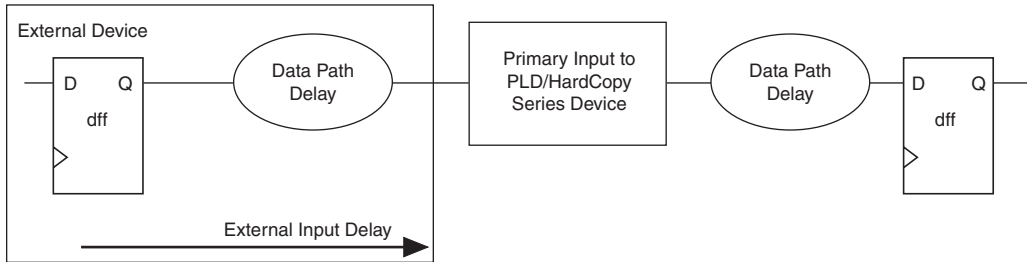 External Device
D Q
dff
Data Path
Delay
External Input Delay
Primary Input to
PLD/HardCopy
Series Device
Data Path
Delay
D Q
dff